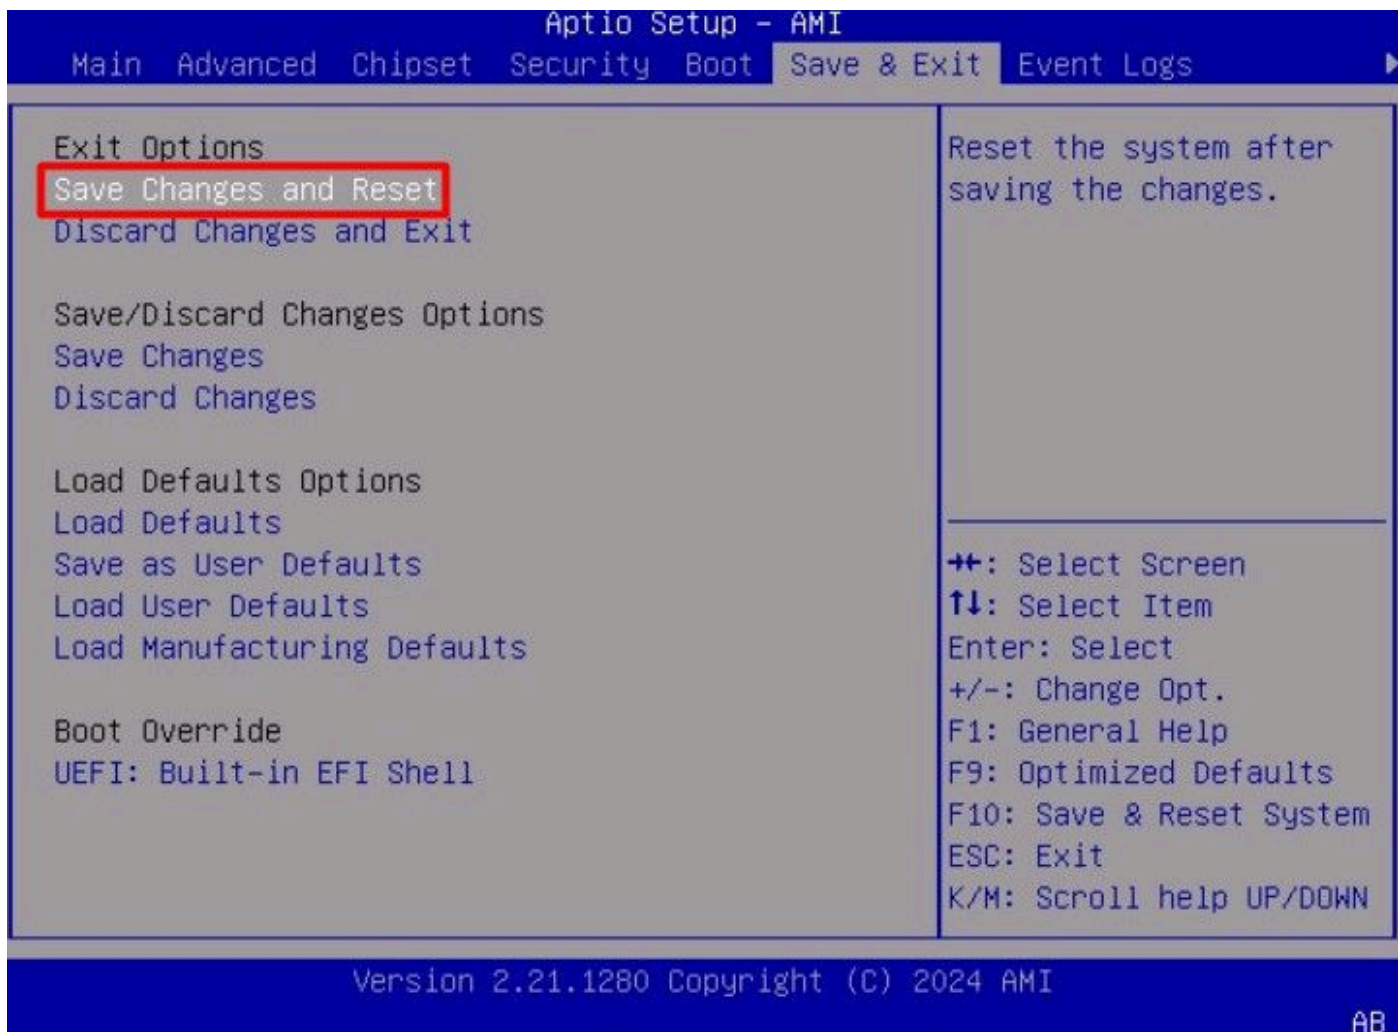 Aptio Setup – AMI
Main Advanced Chipset Security Boot Save & Exit Event Logs
Exit Options
Save Changes and Reset
Discard Changes and Exit
Save/Discard Changes Options
Save Changes
Discard Changes
Load Defaults Options
Load Defaults
Save as User Defaults
Load User Defaults
Load Manufacturing Defaults
Boot Override
UEFI: Built-in EFI Shell
Reset the system after
saving the changes.
→←: Select Screen
↑↓: Select Item
Enter: Select
+/-: Change Opt.
F1: General Help
F9: Optimized Defaults
F10: Save & Reset System
ESC: Exit
K/M: Scroll help UP/DOWN
Version 2.21.1280 Copyright (C) 2024 AMI
AB